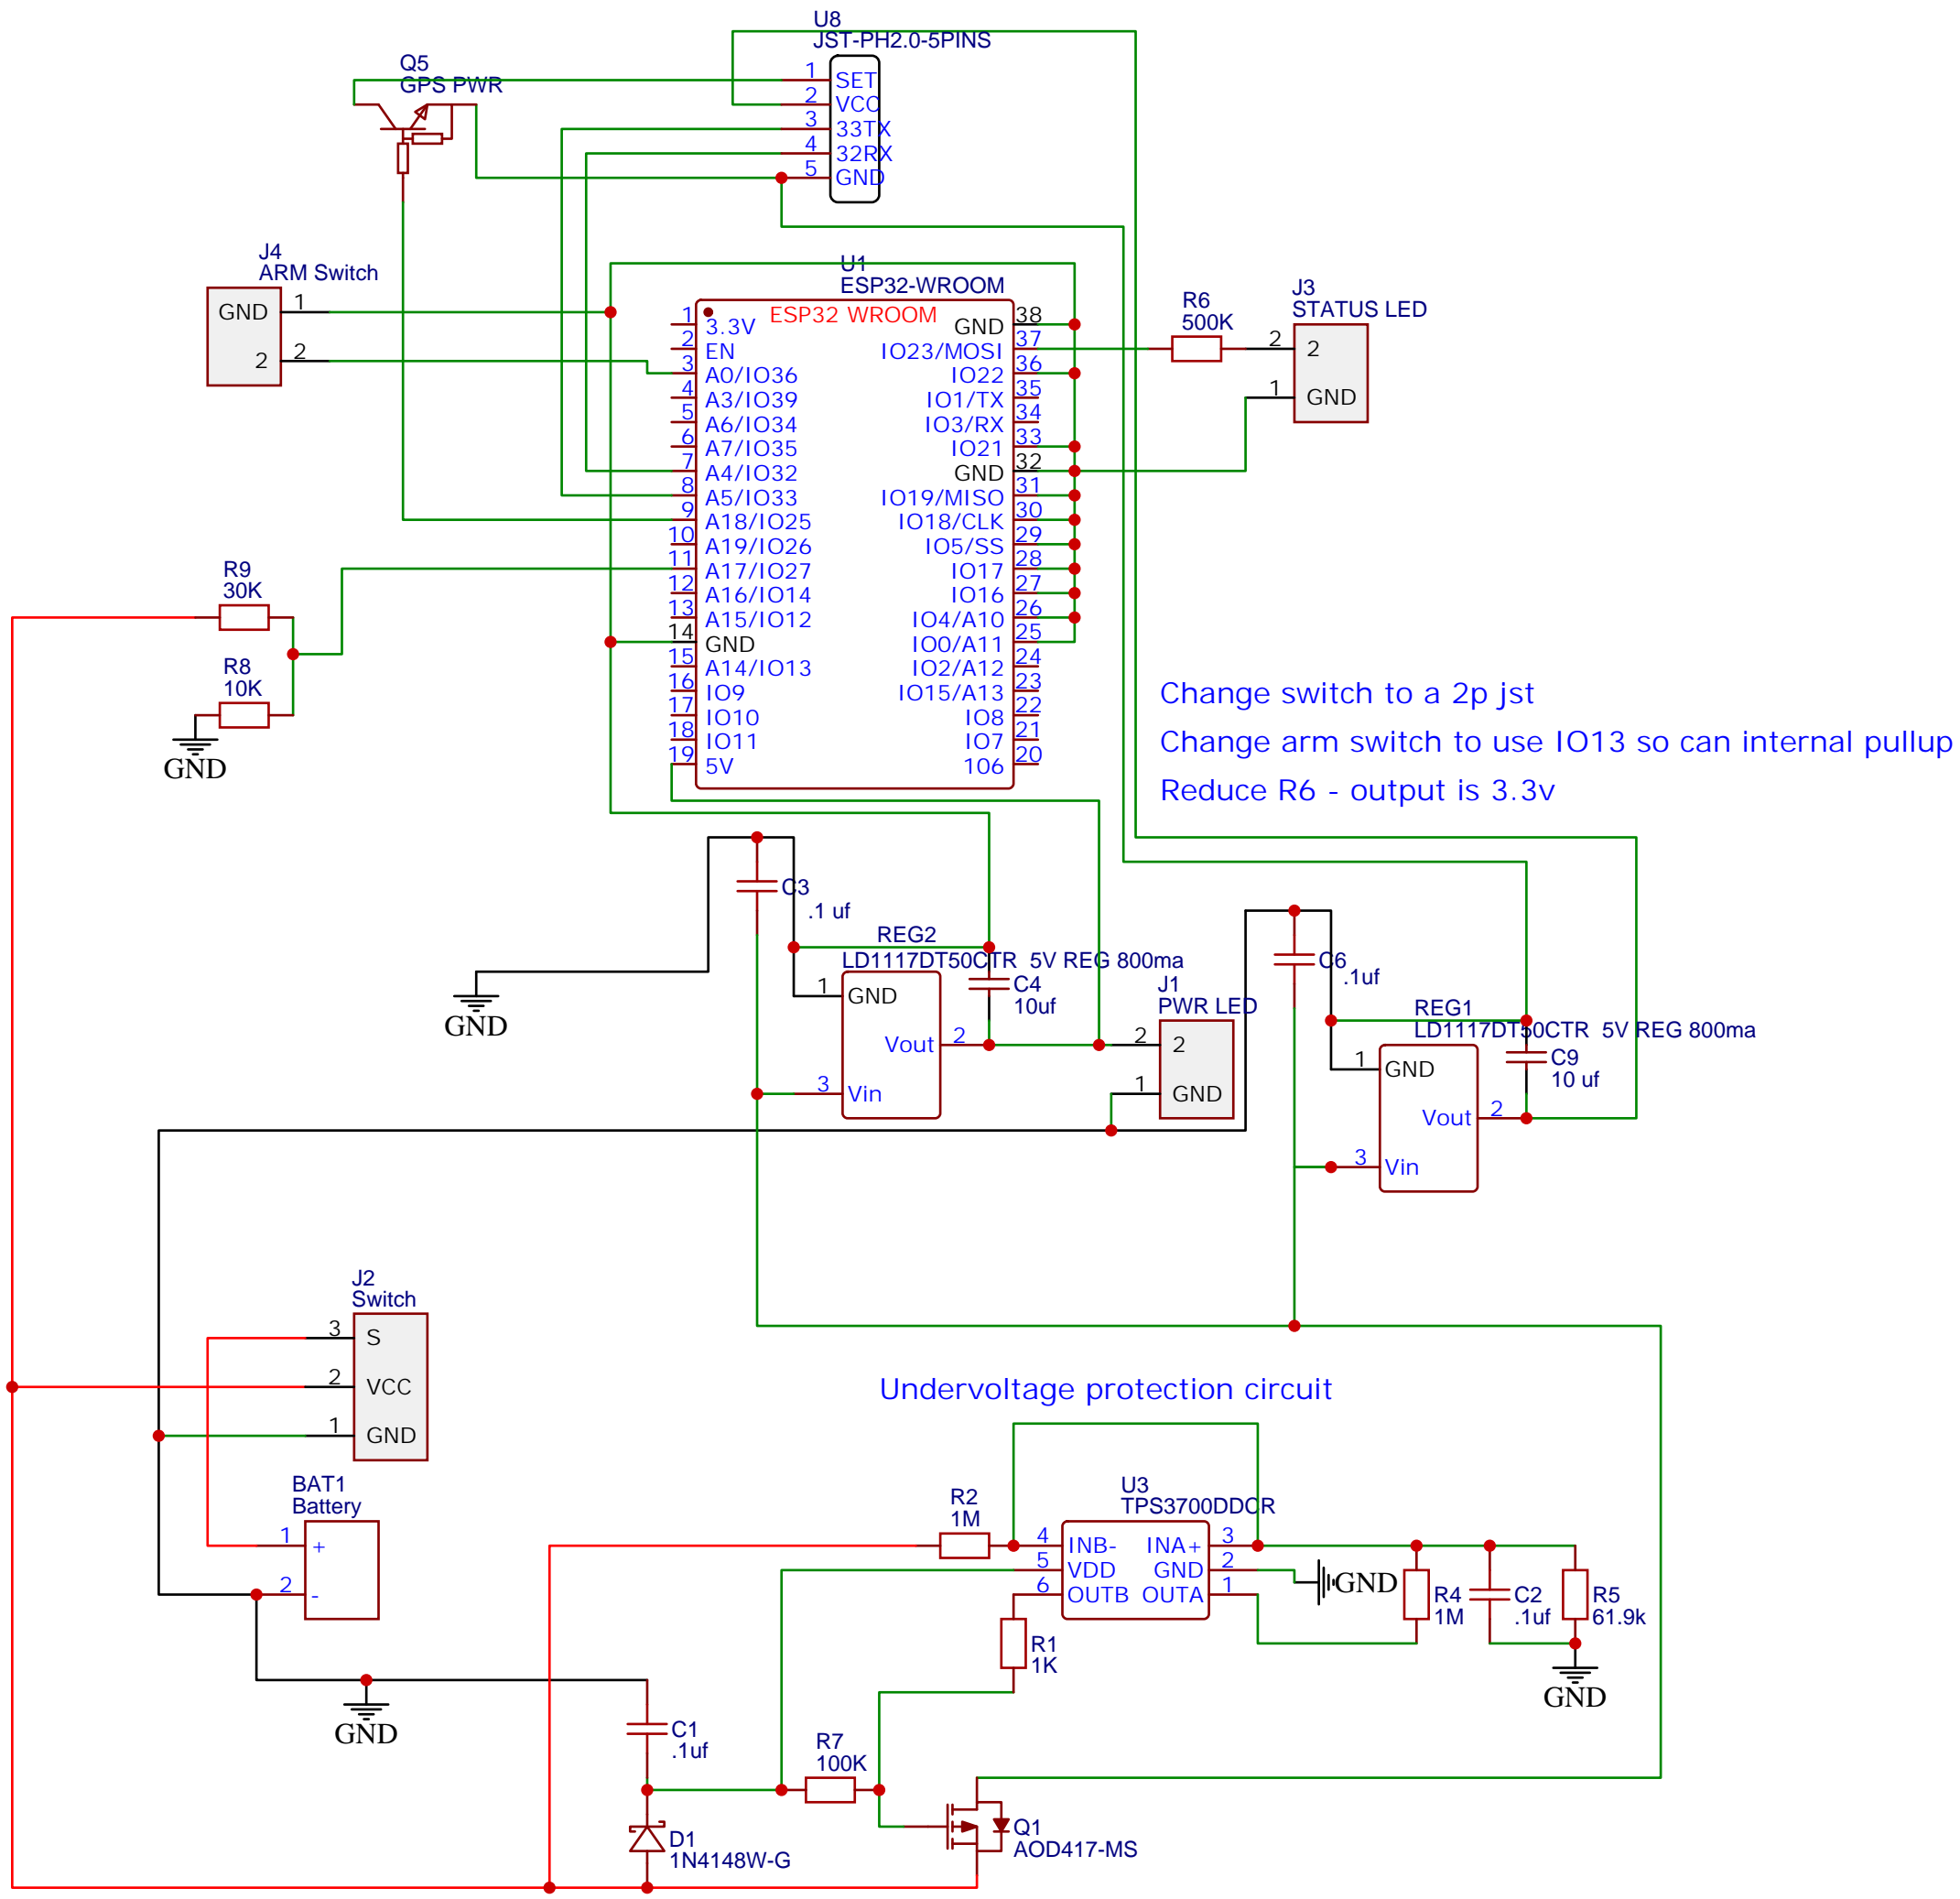 U8
JST-PH2.0-5PINS
1 SET
2 VCC
3 33TX
4 32RX
5 GND
Q5
GPS PWR
J4
ARM Switch
GND 1
2 2
U1
ESP32-WROOM
ESP32 WROOM
1 3.3V
2 EN
3 A0/IO36
4 A3/IO39
5 A6/IO34
6 A7/IO35
7 A4/IO32
8 A5/IO33
9 A18/IO25
10 A19/IO26
11 A17/IO27
12 A16/IO14
13 A15/IO12
14 GND
15 A14/IO13
16 IO9
17 IO10
18 IO11
19 5V
GND 38
IO23/MOSI 37
IO22 36
IO1/TX 35
IO3/RX 34
IO21 33
GND 32
IO19/MISO 31
IO18/CLK 30
IO5/SS 29
IO17 28
IO16 27
IO4/A10 26
IO0/A11 25
IO2/A12 24
IO15/A13 23
IO8 22
IO7 21
106 20
R6
500K
J3
STATUS LED
2 2
1 GND
R9
30K
R8
10K
GND
Change switch to a 2p jst
Change arm switch to use IO13 so can internal pullup
Reduce R6 - output is 3.3v
C3
.1 uf
REG2
LD1117DT50CTR 5V REG 800ma
1 GND
Vout 2
3 Vin
C4
10uf
GND
J1
PWR LED
2 2
1 GND
C6
.1uf
REG1
LD1117DT50CTR 5V REG 800ma
1 GND
Vout 2
3 Vin
C9
10 uf
J2
Switch
3 S
2 VCC
1 GND
BAT1
Battery
1 +
2 -
GND
Undervoltage protection circuit
R2
1M
U3
TPS3700DDCR
4 INB-
5 VDD
6 OUTB
INA+ 3
GND 2
OUTA 1
GND
R4
1M
C2
.1uf
R5
61.9k
GND
R1
1K
C1
.1uf
R7
100K
D1
1N4148W-G
Q1
AOD417-MS